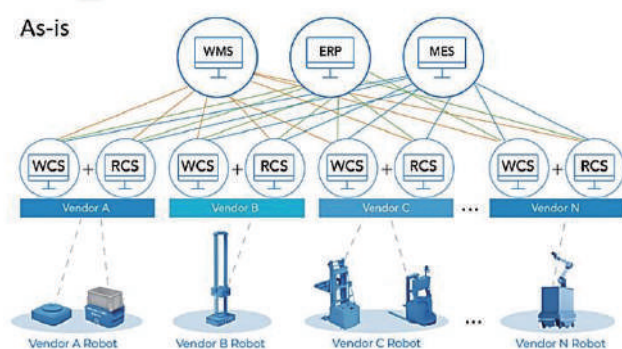 As-is
WMS ERP MES
WCS + RCS WCS + RCS WCS + RCS WCS + RCS
Vendor A Vendor B Vendor C ... Vendor N
Vendor A Robot Vendor B Robot Vendor C Robot ... Vendor N Robot